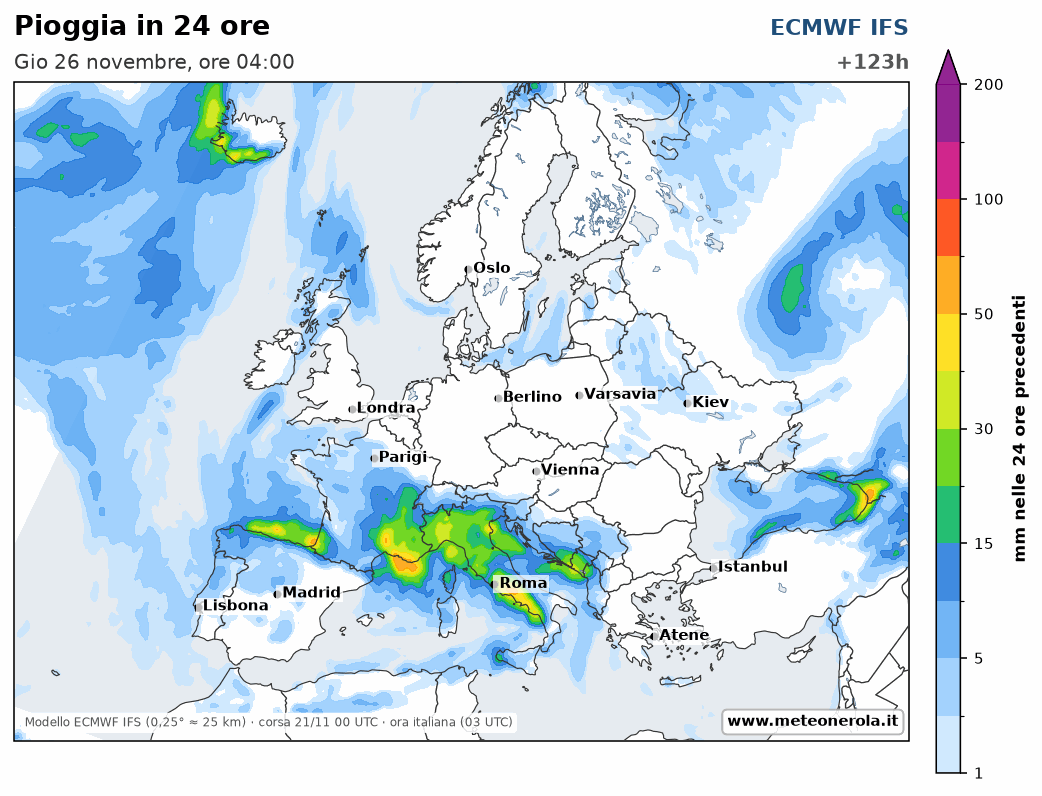 Pioggia in 24 ore
ECMWF IFS
Gio 26 novembre, ore 04:00
+123h
200
100
50
30
15
5
1
mm nelle 24 ore precedenti
Oslo
Berlino
Varsavia
Kiev
Londra
Parigi
Vienna
Istanbul
Roma
Madrid
Lisbona
Atene
Modello ECMWF IFS (0,25° ≈ 25 km) · corsa 21/11 00 UTC · ora italiana (03 UTC)
www.meteonerola.it